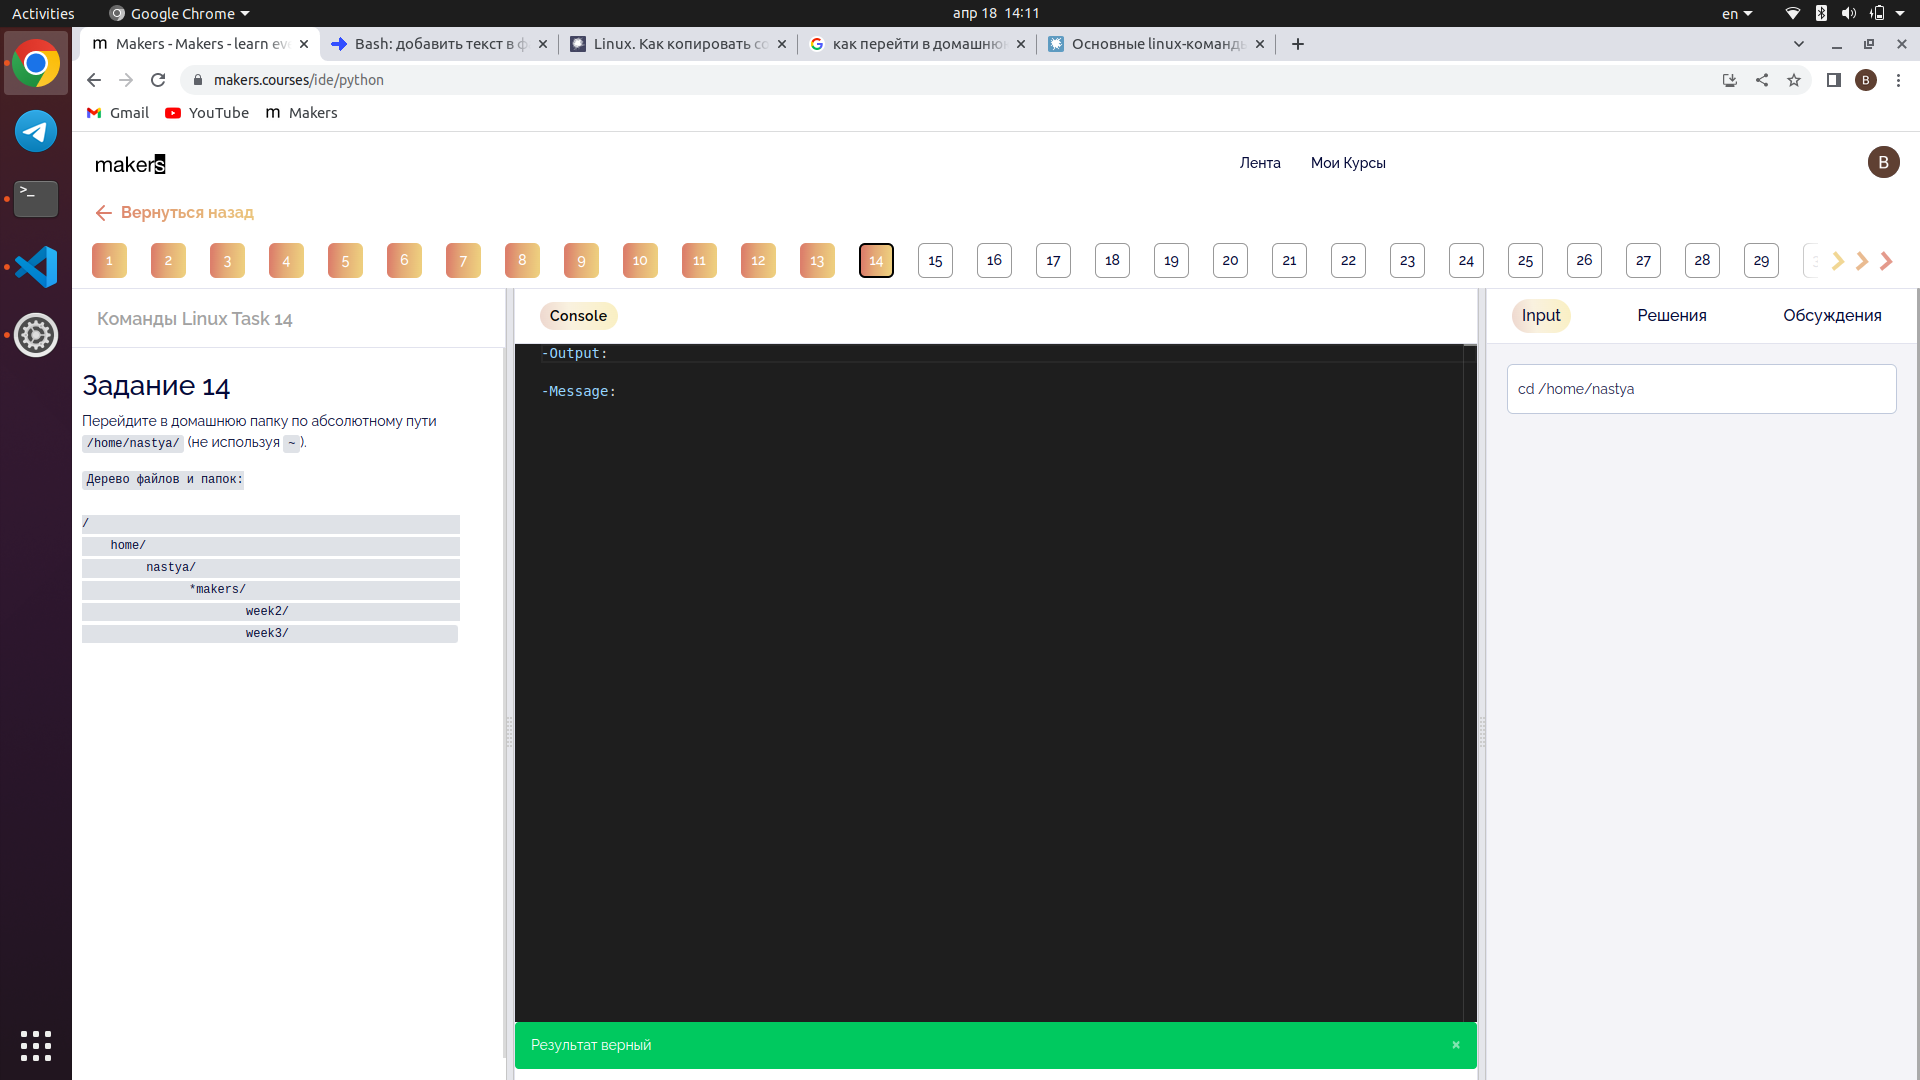 Activities
Google Chrome
апр 18 14:11
en
m Makers - Makers - learn eve
Bash: добавить текст в ф
Linux. Как копировать со
как перейти в домашнюю
Основные linux-команды
makers.courses/ide/python
B
Gmail
YouTube
m Makers
makers
Лента
Мои Курсы
B
Вернуться назад
1 2 3 4 5 6 7 8 9 10 11 12 13 14 15 16 17 18 19 20 21 22 23 24 25 26 27 28 29
Команды Linux Task 14
Console
Input
Решения
Обсуждения
Задание 14
Перейдите в домашнюю папку по абсолютному пути
/home/nastya/ (не используя ~ ).
Дерево файлов и папок:
/
home/
nastya/
*makers/
week2/
week3/
-Output:
-Message:
cd /home/nastya
Результат верный